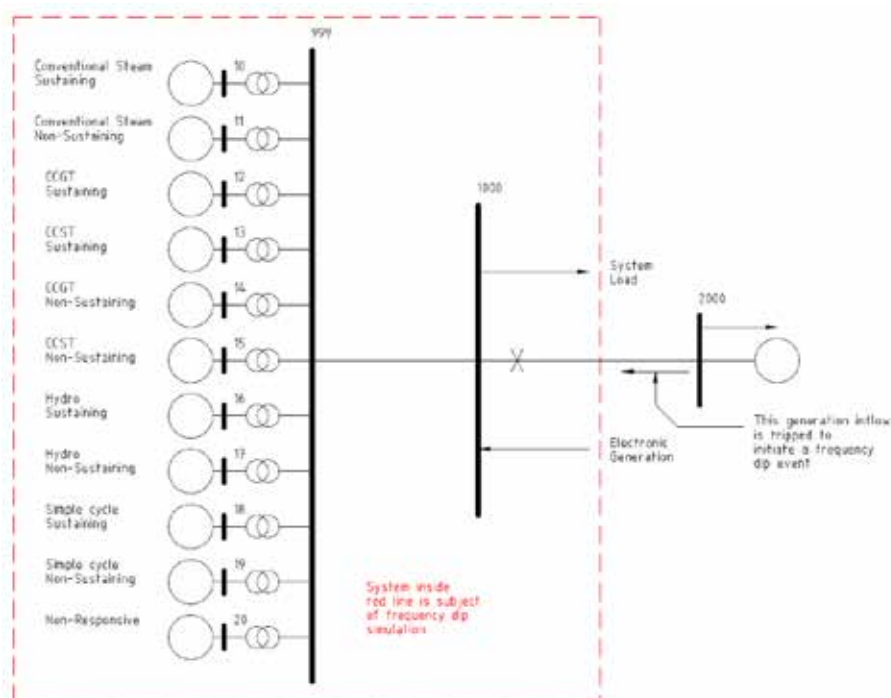 999
Conventional Steam
Sustaining
10
Conventional Steam
Non-Sustaining
11
CCGT
Sustaining
12
CCST
Sustaining
13
CCGT
Non-Sustaining
14
CCST
Non-Sustaining
15
Hydro
Sustaining
16
Hydro
Non-Sustaining
17
Simple cycle
Sustaining
18
Simple cycle
Non-Sustaining
19
Non-Responsive
20
1000
System
Load
2000
X
Electronic
Generation
This generation inflow
is tripped to
initiate a frequency
dip event
System inside
red line is subject
of frequency dip
simulation